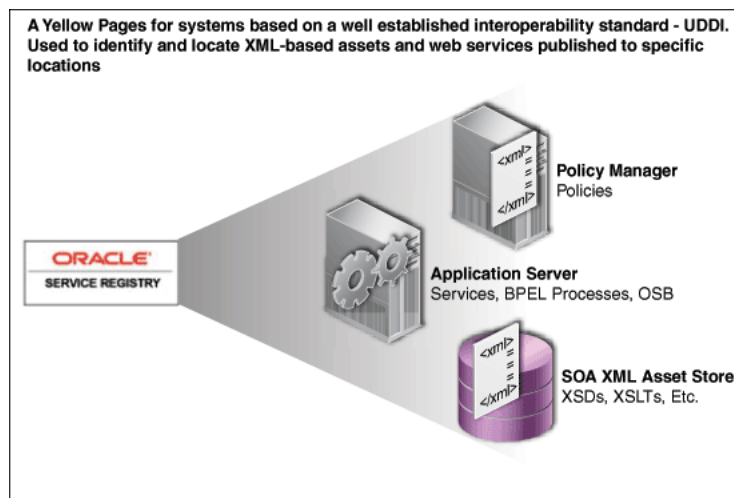 A Yellow Pages for systems based on a well established interoperability standard - UDDI.
Used to identify and locate XML-based assets and web services published to specific
locations
<xml>
=
=
=
</xml>
Policy Manager
Policies
ORACLE'
SERVICE REGISTRY
Application Server
Services, BPEL Processes, OSB
<xml>
=
=
=
</xml>
SOA XML Asset Store
XSDs, XSLTs, Etc.